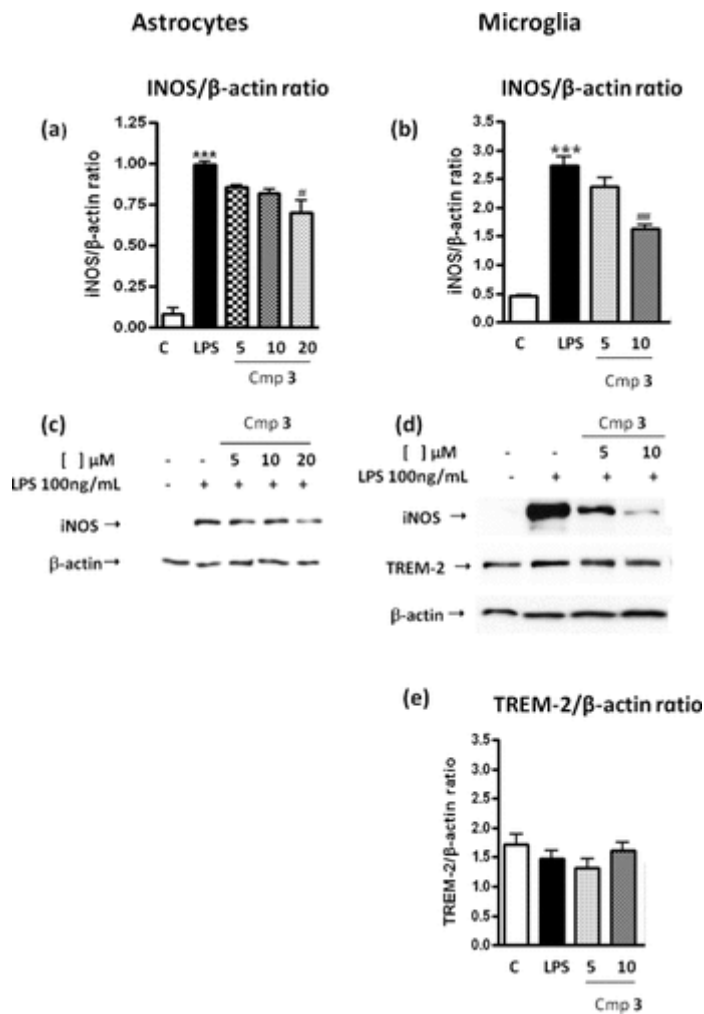 Astrocytes
Microglia
INOS/β-actin ratio
INOS/β-actin ratio
(a)
iNOS/β-actin ratio
1.25
1.00
0.75
0.50
0.25
0.00
***
#
C LPS 5 10 20
Cmp 3
(b)
iNOS/β-actin ratio
3.5
3.0
2.5
2.0
1.5
1.0
0.5
0.0
***
C LPS 5 10
Cmp 3
(c)
Cmp 3
[ ] μM - - 5 10 20
LPS 100ng/mL - + + + +
iNOS→
β-actin→
(d)
Cmp 3
[ ] μM - - 5 10
LPS 100ng/mL - + + +
iNOS →
TREM-2 →
β-actin→
(e)
TREM-2/β-actin ratio
TREM-2/β-actin ratio
3.5
3.0
2.5
2.0
1.5
1.0
0.5
0.0
C LPS 5 10
Cmp 3